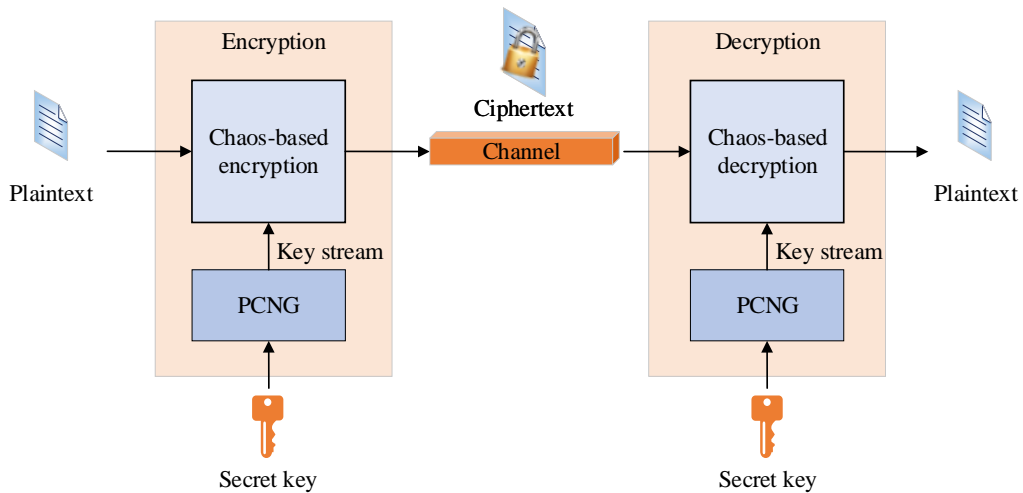 Encryption
Ciphertext
Decryption
Plaintext
Chaos-based
encryption
Channel
Chaos-based
decryption
Plaintext
Key stream
Key stream
PCNG
PCNG
Secret key
Secret key